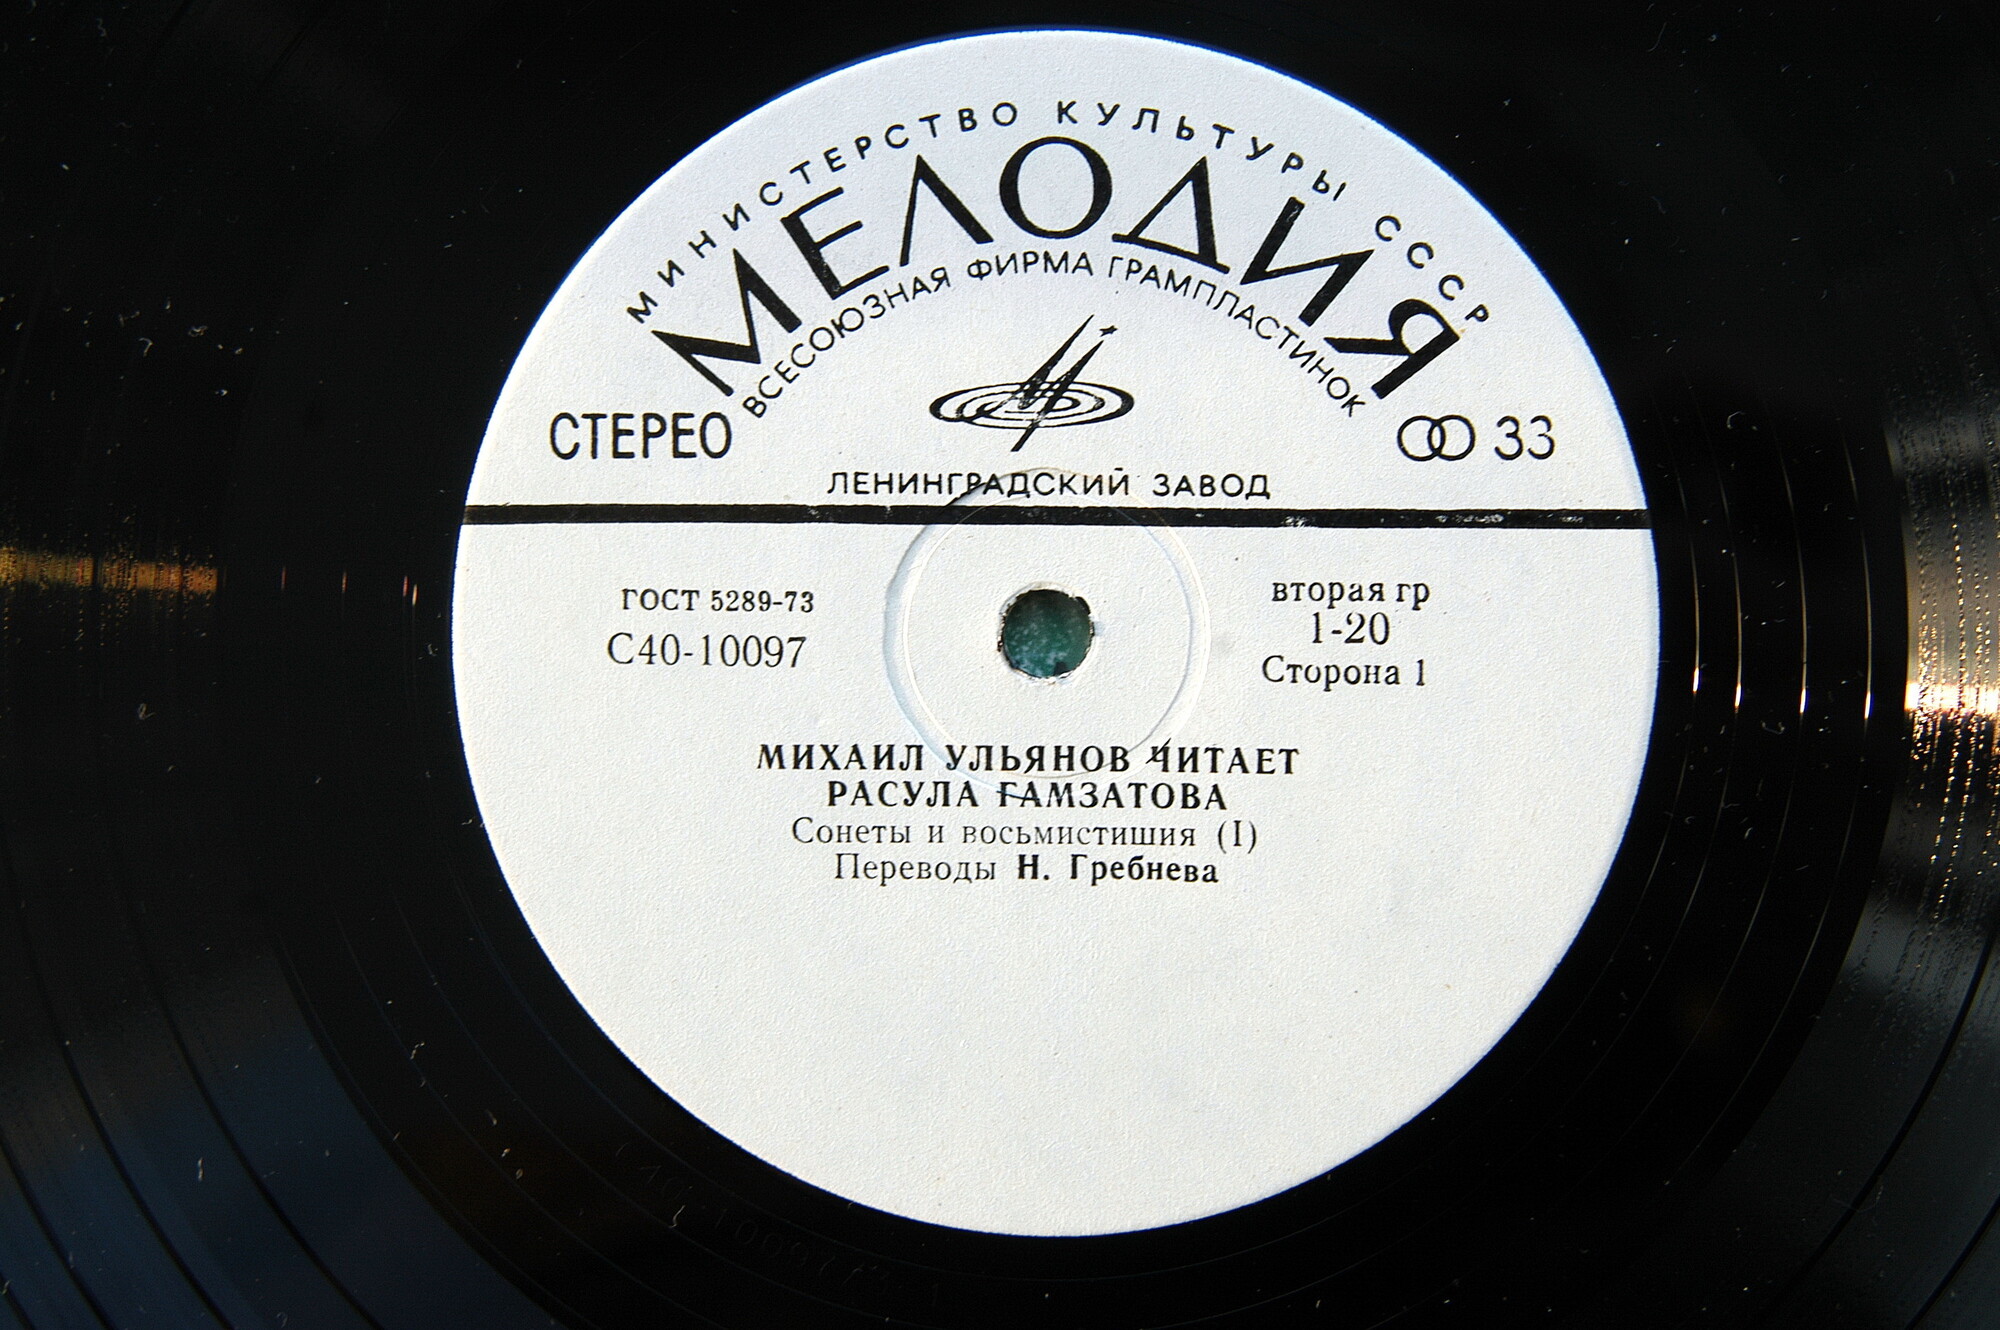 МИНИСТЕРСТВО КУЛЬТУРЫ СССР
МЕЛОДИЯ
ВСЕСОЮЗНАЯ ФИРМА ГРАМПЛАСТИНОК
СТЕРЕО
33
ЛЕНИНГРАДСКИЙ ЗАВОД
ГОСТ 5289-73
С40-10097
вторая гр
1-20
Сторона 1
МИХАИЛ УЛЬЯНОВ ЧИТАЕТ
РАСУЛА ГАМЗАТОВА
Сонеты и восьмистишия (I)
Переводы Н. Гребнева